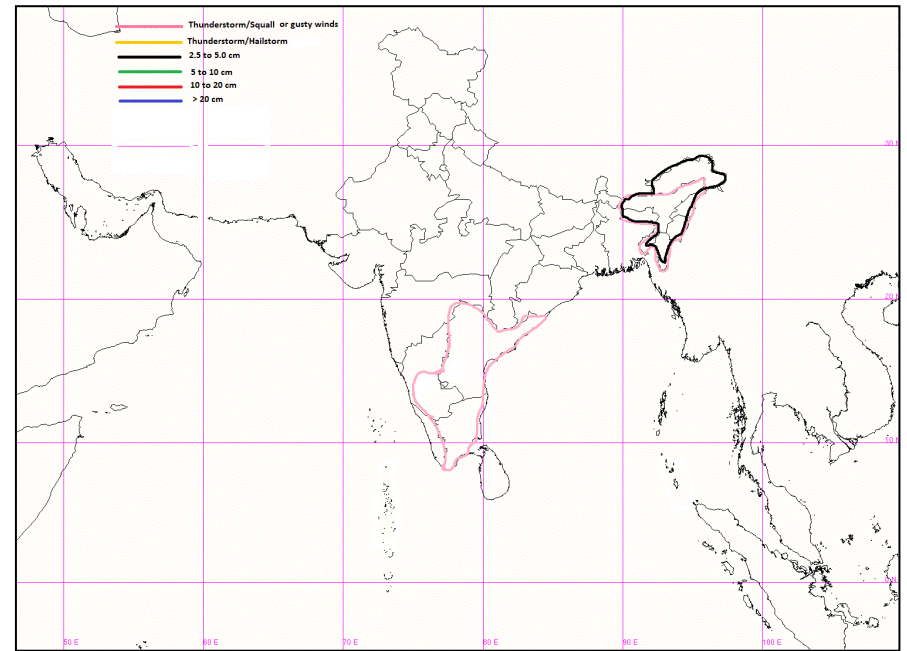 Thunderstorm/Squall or gusty winds
Thunderstorm/Hailstorm
2.5 to 5.0 cm
5 to 10 cm
10 to 20 cm
> 20 cm
30 N
20 N
10 N
50 E
60 E
70 E
80 E
90 E
100 E